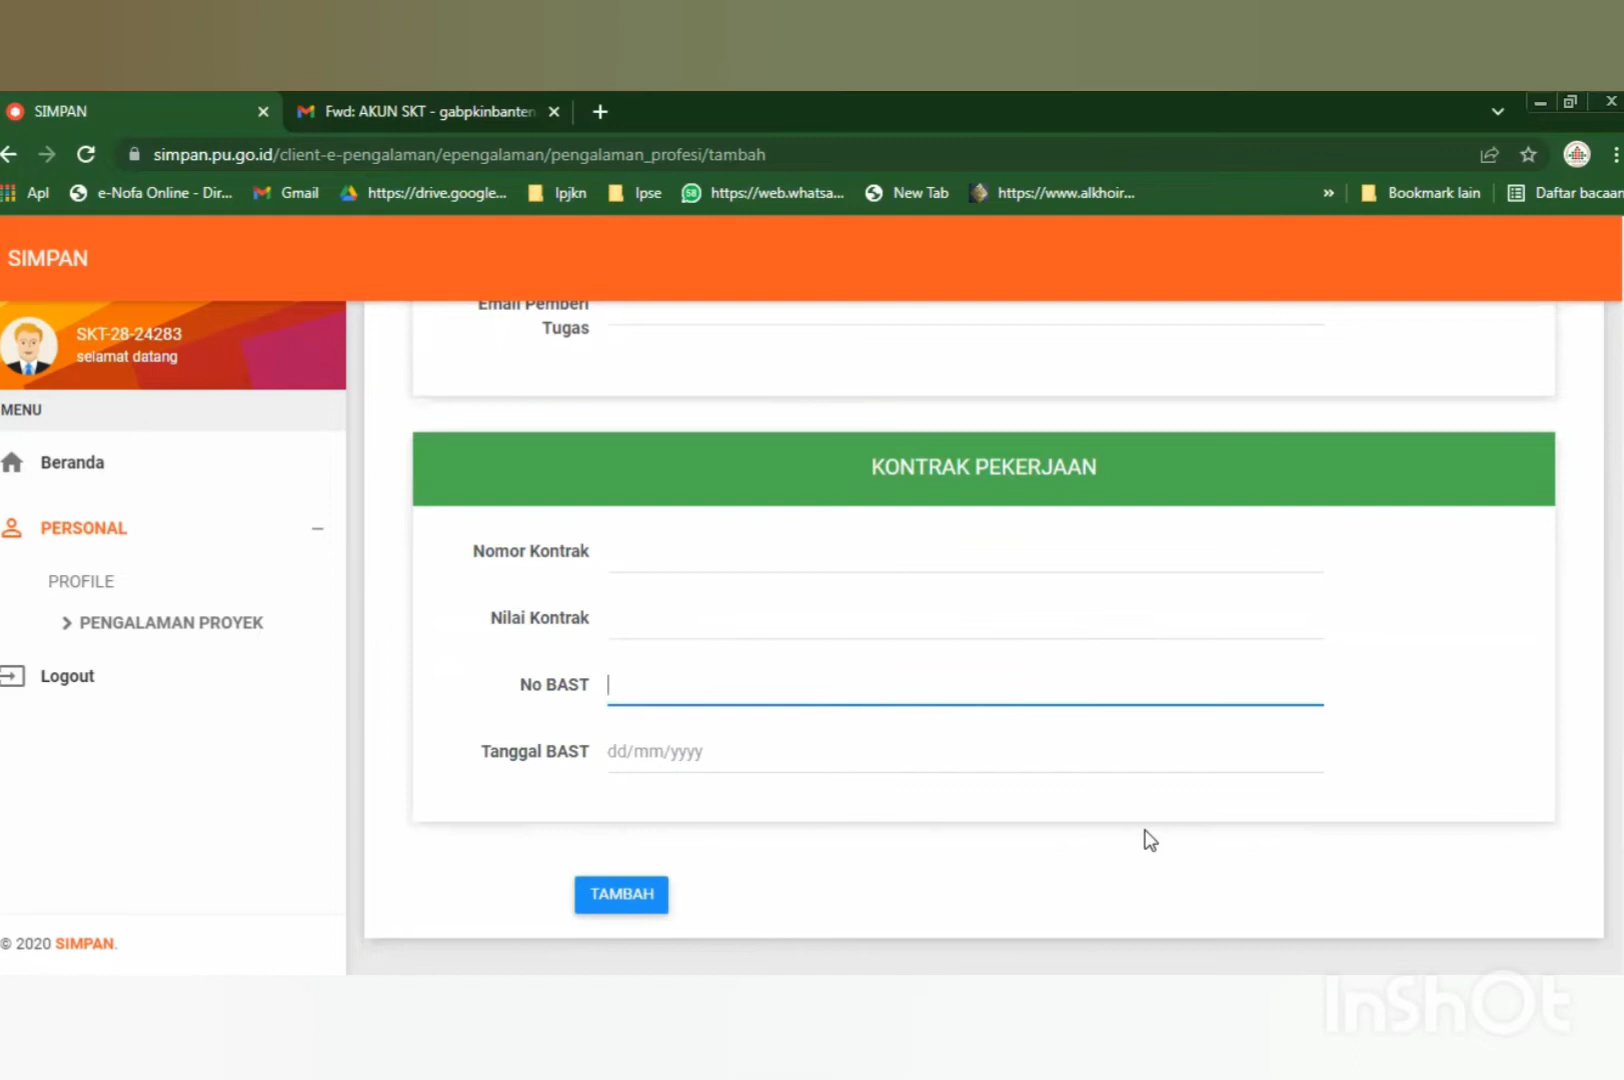 SIMPAN
Fwd: AKUN SKT - gabpkinbanten
simpan.pu.go.id/client-e-pengalaman/epengalaman/pengalaman_profesi/tambah
Apl
e-Nofa Online - Dir...
Gmail
https://drive.google...
lpjkn
lpse
58
https://web.whatsa...
New Tab
https://www.alkhoir...
»
Bookmark lain
Daftar bacaan
SIMPAN
SKT-28-24283
selamat datang
MENU
Beranda
PERSONAL
PROFILE
PENGALAMAN PROYEK
Logout
© 2020 SIMPAN.
Email Pemberi
Tugas
KONTRAK PEKERJAAN
Nomor Kontrak
Nilai Kontrak
No BAST
Tanggal BAST dd/mm/yyyy
TAMBAH
InShOt